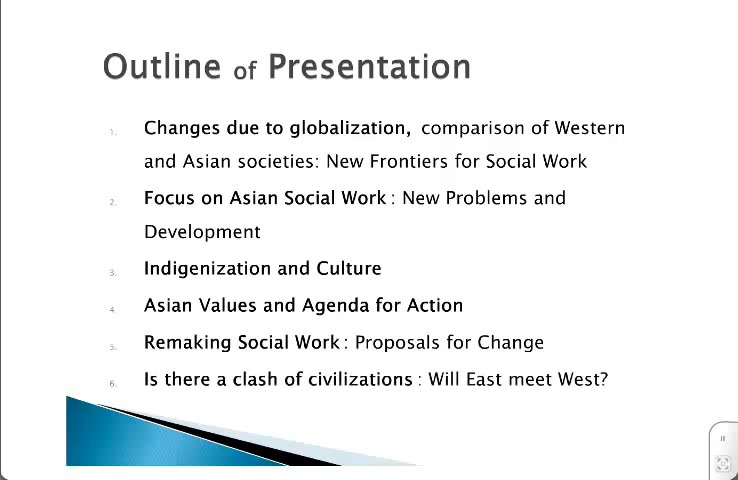 Outline of Presentation
1. Changes due to globalization, comparison of Western
and Asian societies: New Frontiers for Social Work
2. Focus on Asian Social Work : New Problems and
Development
3. Indigenization and Culture
4. Asian Values and Agenda for Action
5. Remaking Social Work : Proposals for Change
6. Is there a clash of civilizations : Will East meet West?